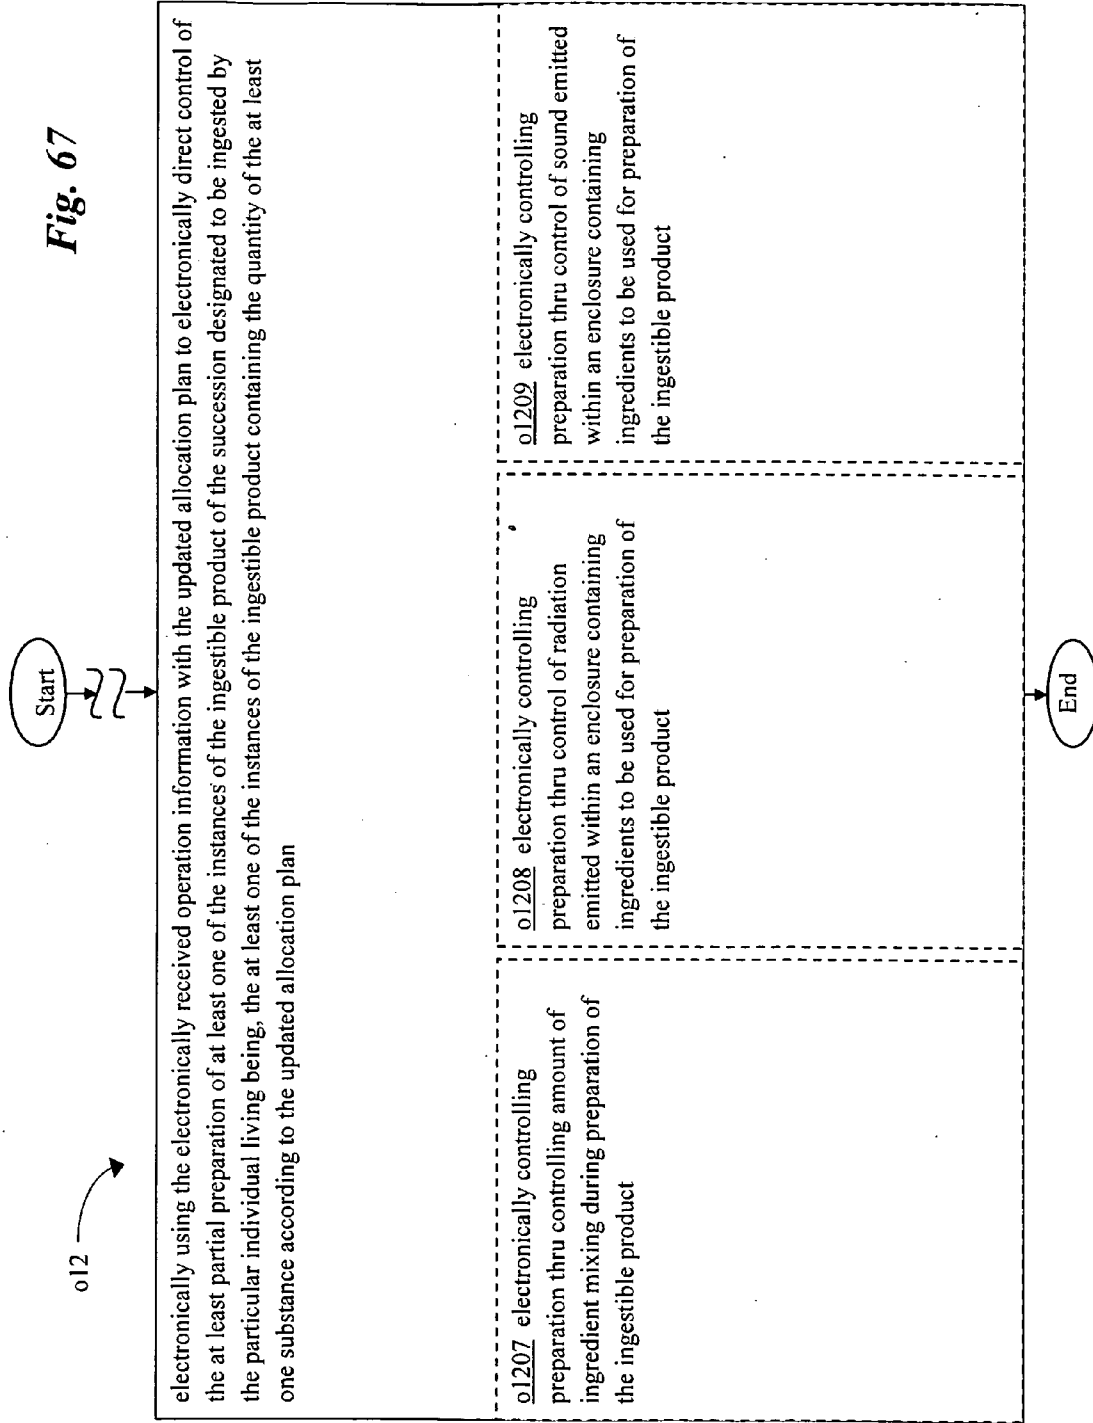 Fig. 67
o12
Start
electronically using the electronically received operation information with the updated allocation plan to electronically direct control of
the at least partial preparation of at least one of the instances of the ingestible product of the succession designated to be ingested by
the particular individual living being, the at least one of the instances of the ingestible product containing the quantity of the at least
one substance according to the updated allocation plan
o1207 electronically controlling
preparation thru controlling amount of
ingredient mixing during preparation of
the ingestible product
o1208 electronically controlling
preparation thru control of radiation
emitted within an enclosure containing
ingredients to be used for preparation of
the ingestible product
o1209 electronically controlling
preparation thru control of sound emitted
within an enclosure containing
ingredients to be used for preparation of
the ingestible product
End